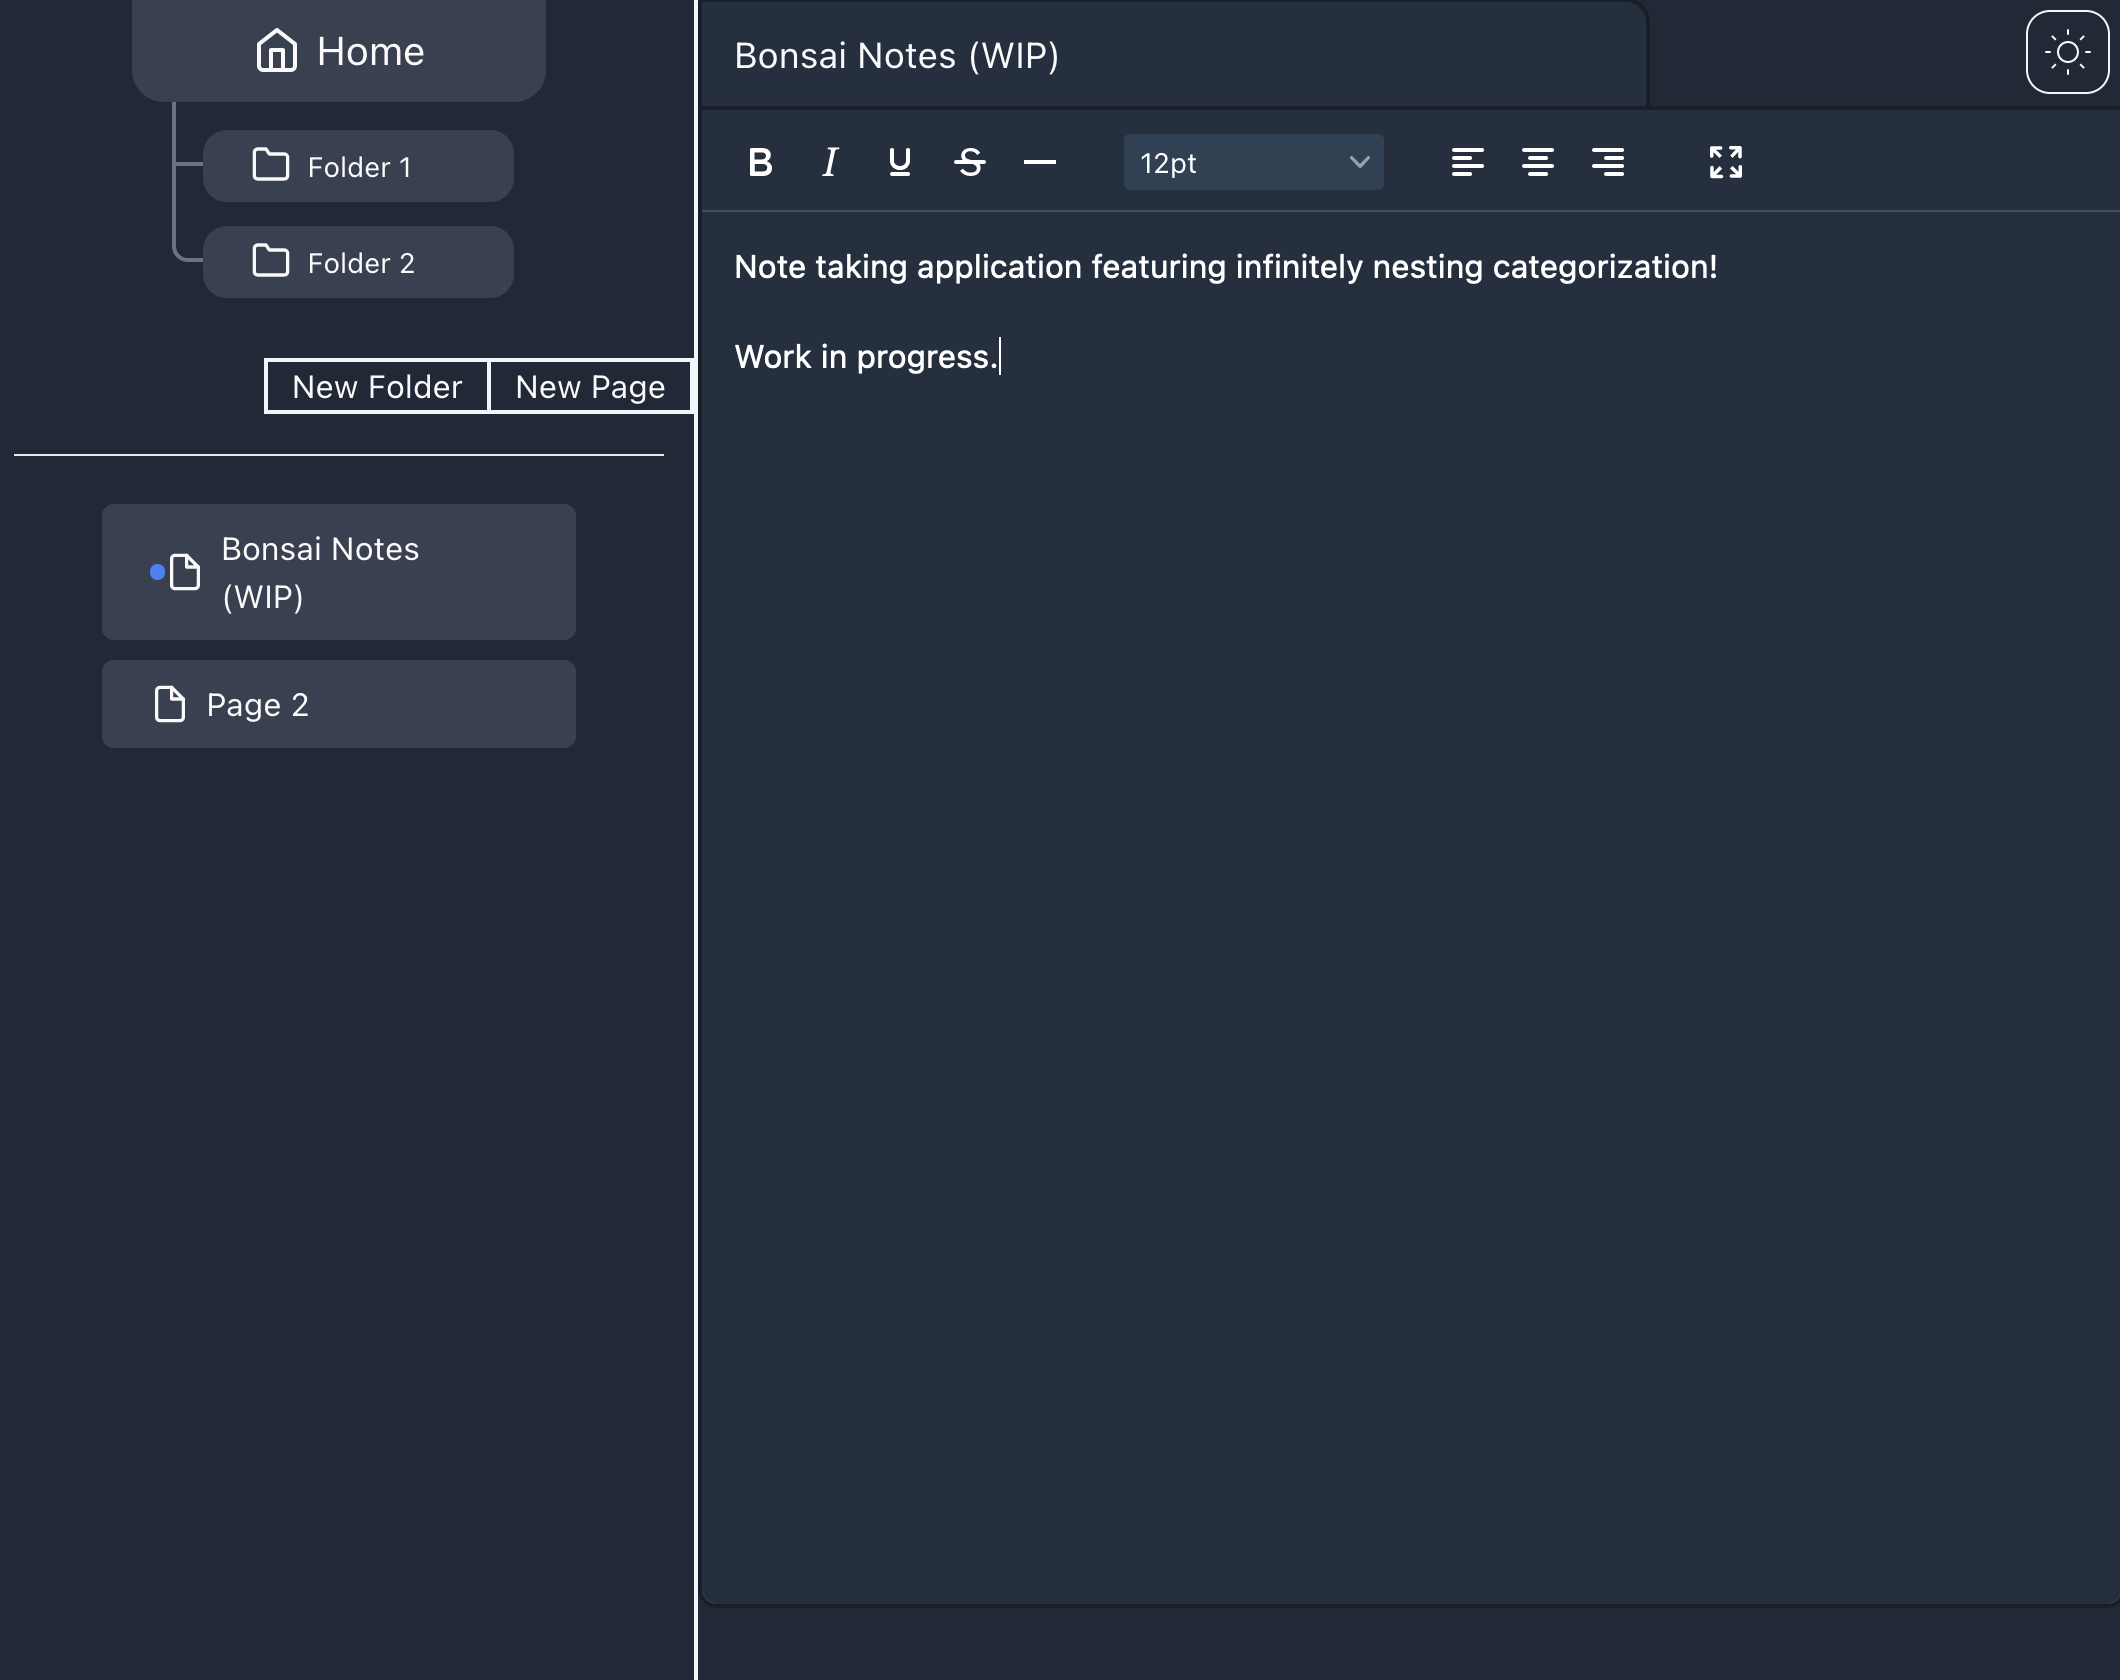 Home
Folder 1
Folder 2
New Folder
New Page
Bonsai Notes
(WIP)
Page 2
Bonsai Notes (WIP)
B I U S
12pt
Note taking application featuring infinitely nesting categorization!
Work in progress.